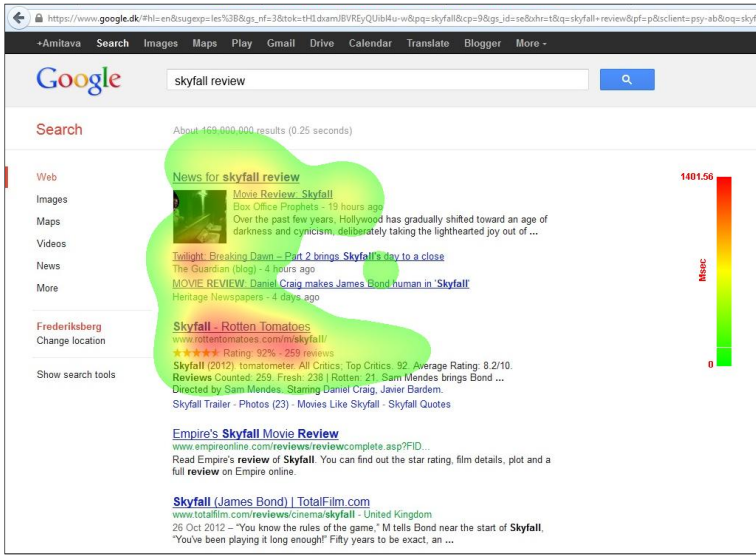 https://www.google.dk/#hl=en&sugexp=les%3B&gs_nf=3&tok=tH1dxamJBVREyQUibl4u-w&pq=skyfall&cp=9&gs_id=se&xhr=t&q=skyfall+review&pf=p&sclient=psy-ab&oq=skyf
+Amitava Search Images Maps Play Gmail Drive Calendar Translate Blogger More
Google
skyfall review
Search
About 169,000,000 results (0.25 seconds)
Web
Images
Maps
Videos
News
More
Frederiksberg
Change location
Show search tools
News for skyfall review
Movie Review: Skyfall
Box Office Prophets - 19 hours ago
Over the past few years, Hollywood has gradually shifted toward an age of
darkness and cynicism, deliberately taking the lighthearted joy out of ...
Twilight: Breaking Dawn – Part 2 brings Skyfall's day to a close
The Guardian (blog) - 4 hours ago
MOVIE REVIEW: Daniel Craig makes James Bond human in 'Skyfall'
Heritage Newspapers - 4 days ago
Skyfall - Rotten Tomatoes
www.rottentomatoes.com/m/skyfall/
Rating: 92% - 259 reviews
Skyfall (2012). tomatometer. All Critics; Top Critics. 92. Average Rating: 8.2/10.
Reviews Counted: 259. Fresh: 238 | Rotten: 21. Sam Mendes brings Bond ...
Directed by Sam Mendes. Starring Daniel Craig, Javier Bardem.
Skyfall Trailer - Photos (23) - Movies Like Skyfall - Skyfall Quotes
Empire's Skyfall Movie Review
www.empireonline.com/reviews/reviewcomplete.asp?FID...
Read Empire's review of Skyfall. You can find out the star rating, film details, plot and a
full review on Empire online.
Skyfall (James Bond) | TotalFilm.com
www.totalfilm.com/reviews/cinema/skyfall - United Kingdom
26 Oct 2012 – "You know the rules of the game," M tells Bond near the start of Skyfall,
"You've been playing it long enough!" Fifty years to be exact, an ...
1401.56
Msec
0